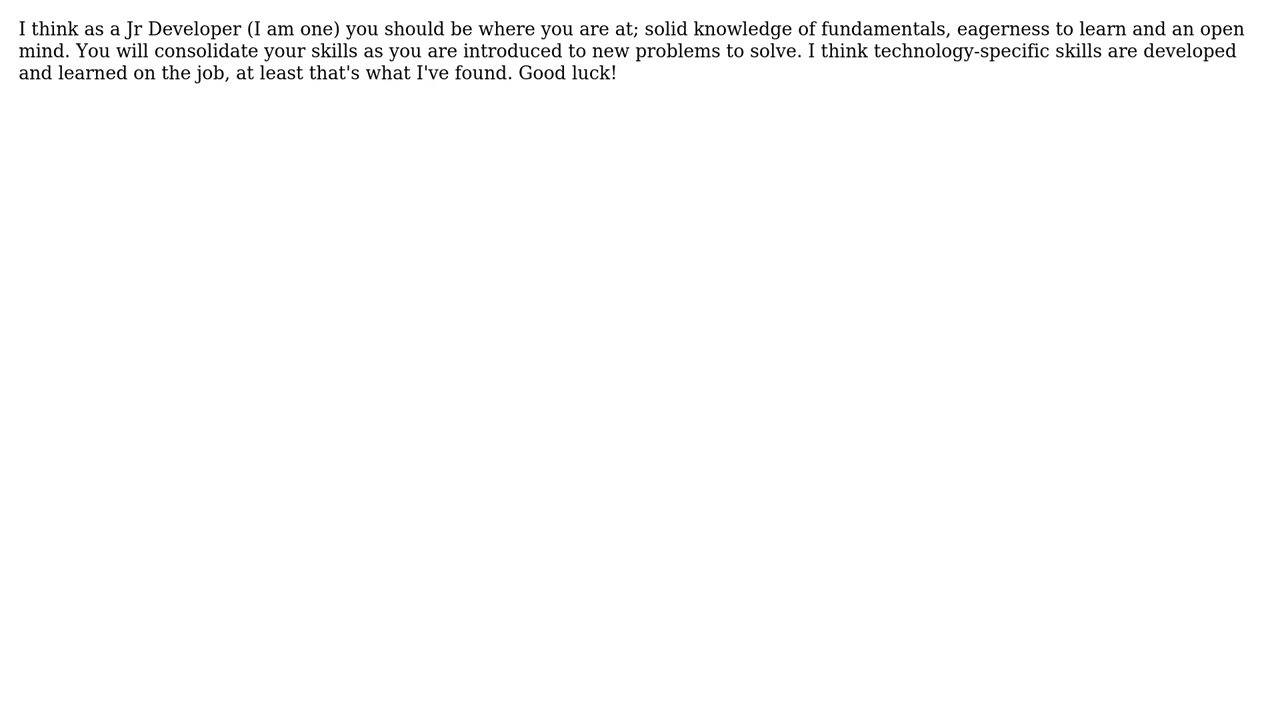 I think as a Jr Developer (I am one) you should be where you are at; solid knowledge of fundamentals, eagerness to learn and an open
mind. You will consolidate your skills as you are introduced to new problems to solve. I think technology-specific skills are developed
and learned on the job, at least that's what I've found. Good luck!